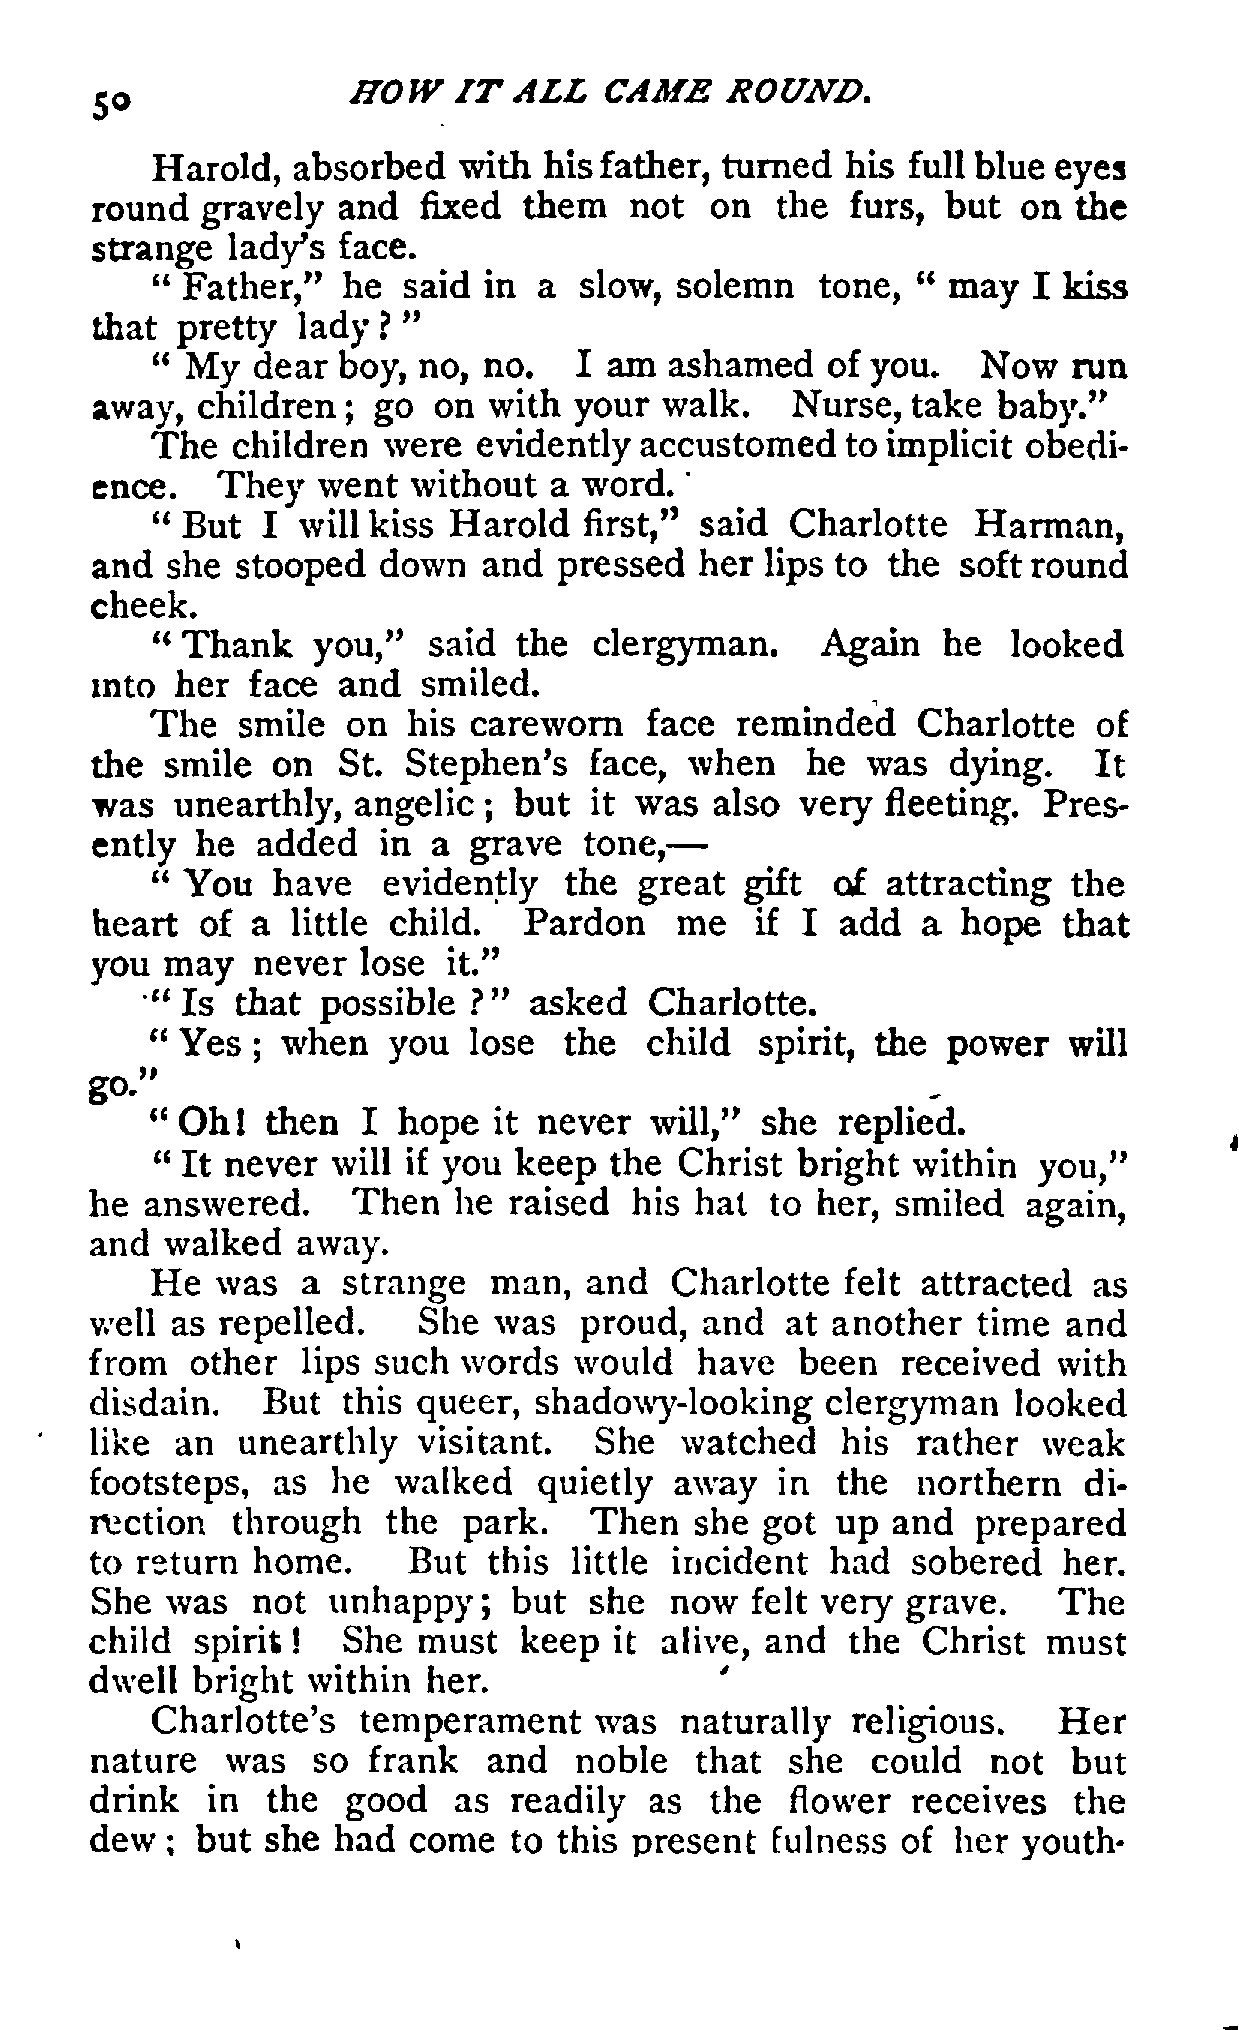 50 HOW IT ALL CAME ROUND.
Harold, absorbed with his father, turned his full blue eyes
round gravely and fixed them not on the furs, but on the
strange lady's face.
"Father," he said in a slow, solemn tone, "may I kiss
that pretty lady?"
"My dear boy, no, no. I am ashamed of you. Now run
away, children; go on with your walk. Nurse, take baby."
The children were evidently accustomed to implicit obedi-
ence. They went without a word.
"But I will kiss Harold first," said Charlotte Harman,
and she stooped down and pressed her lips to the soft round
cheek.
"Thank you," said the clergyman. Again he looked
into her face and smiled.
The smile on his careworn face reminded Charlotte of
the smile on St. Stephen's face, when he was dying. It
was unearthly, angelic; but it was also very fleeting. Pres-
ently he added in a grave tone,—
"You have evidently the great gift of attracting the
heart of a little child. Pardon me if I add a hope that
you may never lose it."
"Is that possible?" asked Charlotte.
"Yes; when you lose the child spirit, the power will
go."
"Oh! then I hope it never will," she replied.
"It never will if you keep the Christ bright within you,"
he answered. Then he raised his hat to her, smiled again,
and walked away.
He was a strange man, and Charlotte felt attracted as
well as repelled. She was proud, and at another time and
from other lips such words would have been received with
disdain. But this queer, shadowy-looking clergyman looked
like an unearthly visitant. She watched his rather weak
footsteps, as he walked quietly away in the northern di-
rection through the park. Then she got up and prepared
to return home. But this little incident had sobered her.
She was not unhappy; but she now felt very grave. The
child spirit! She must keep it alive, and the Christ must
dwell bright within her.
Charlotte's temperament was naturally religious. Her
nature was so frank and noble that she could not but
drink in the good as readily as the flower receives the
dew; but she had come to this present fulness of her youth-